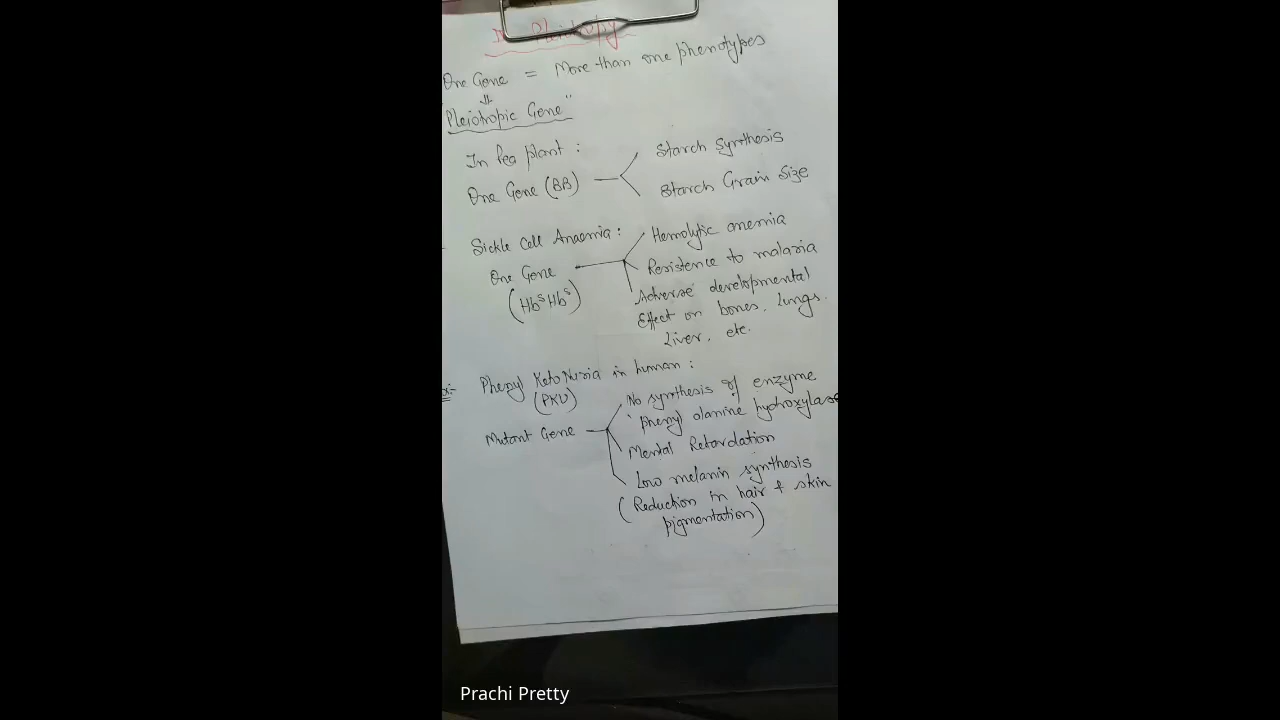 Pleiotropy
One Gene = More than one phenotypes
⇓
"Pleiotropic Gene"
In Pea plant :
One Gene (BB)
Starch Synthesis
Starch Grain Size
Sickle Cell Anaemia :
One Gene
(Hb^S Hb^S)
Hemolytic anemia
Resistence to malaria
Adverse developmental
Effect on bones, lungs,
Liver, etc.
Ex:-
Phenyl KetoNuria in human :
(PKU)
Mutant Gene
No synthesis of enzyme
'phenyl alanine hydroxylase
Mental Retardation
Low melanin synthesis
(Reduction in hair + skin
pigmentation)
Prachi Pretty